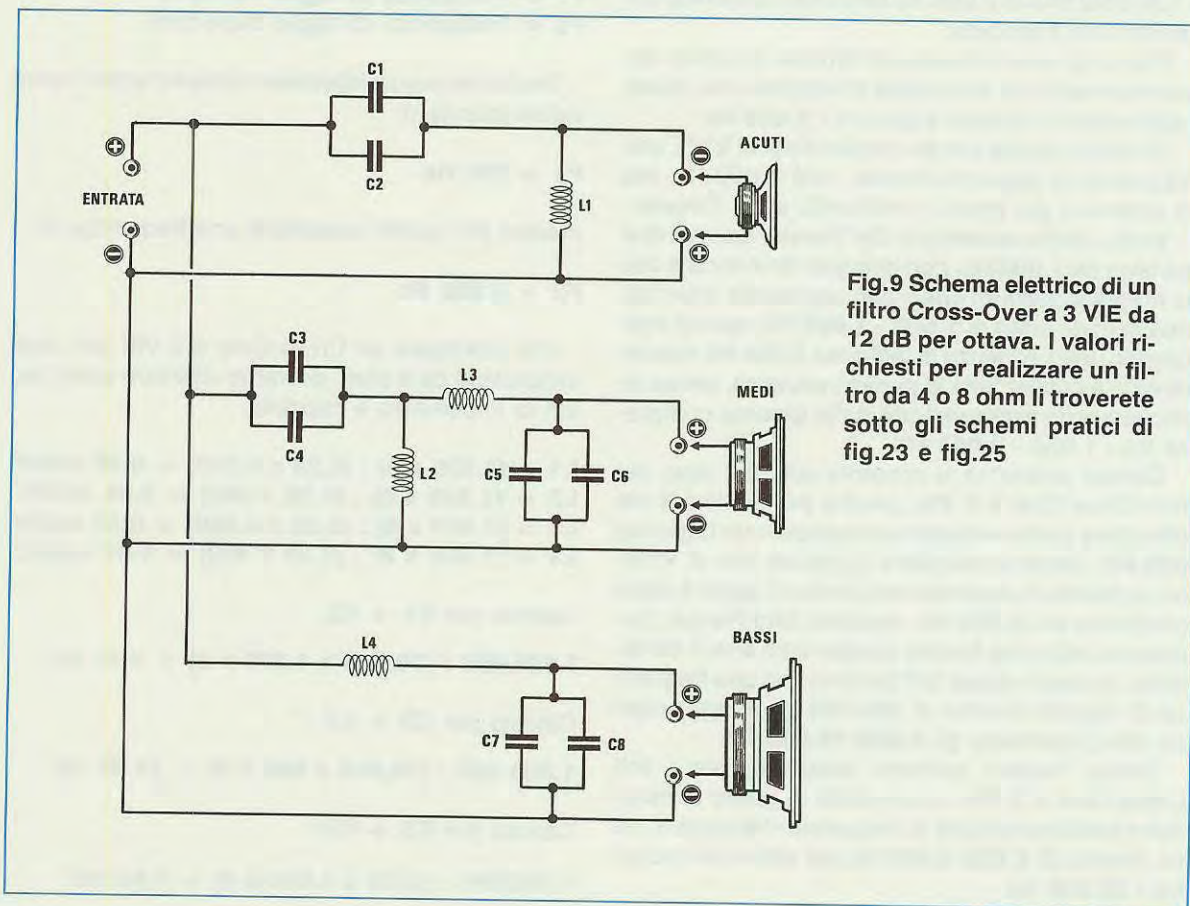 C1
C2
ENTRATA
L1
ACUTI
Fig.9 Schema elettrico di un
filtro Cross-Over a 3 VIE da
12 dB per ottava. I valori ri-
chiesti per realizzare un fil-
tro da 4 o 8 ohm li troverete
sotto gli schemi pratici di
fig.23 e fig.25
C3
C4
L3
L2
C5
C6
MEDI
L4
C7
C8
BASSI